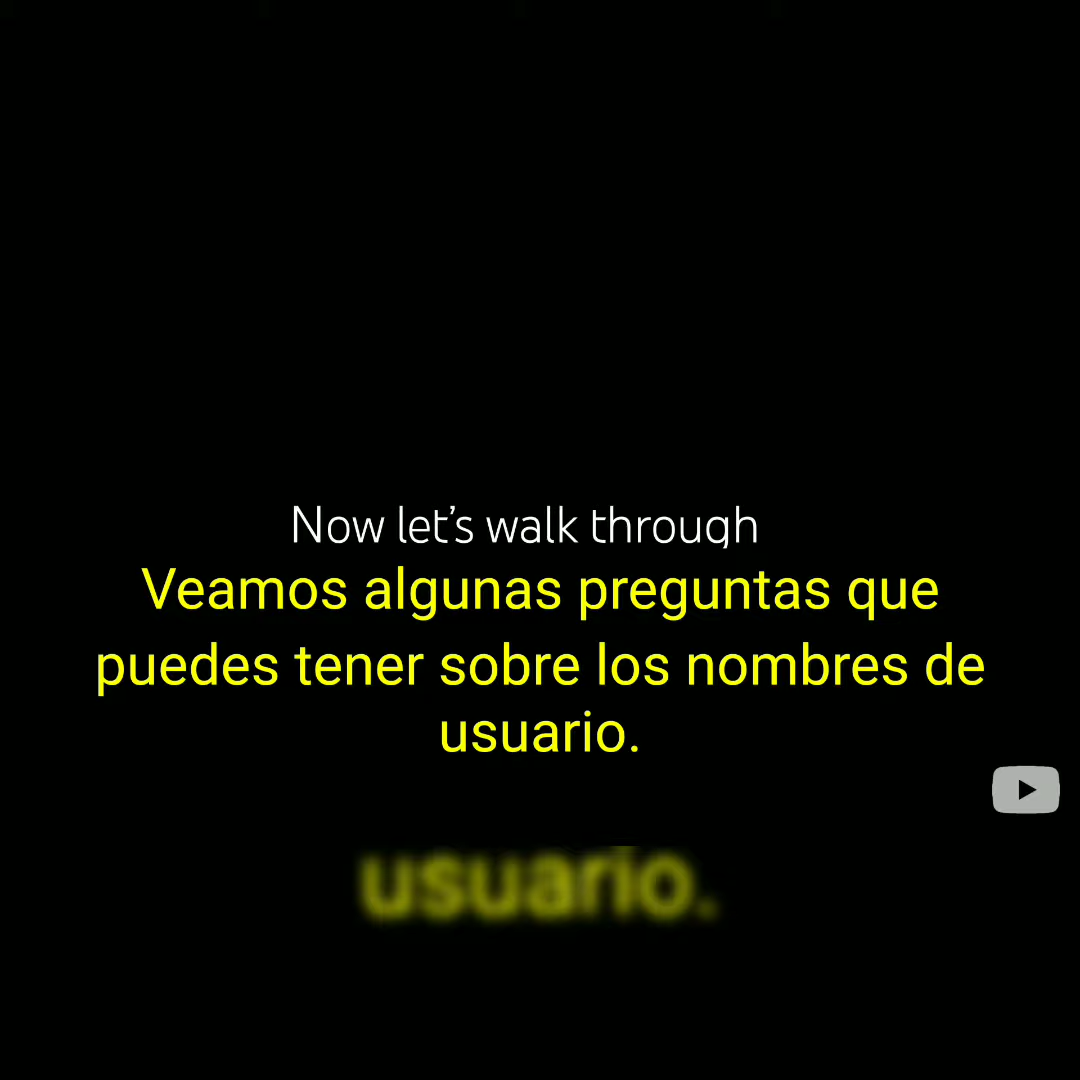 Now let's walk through
Veamos algunas preguntas que
puedes tener sobre los nombres de
usuario.
usuario.